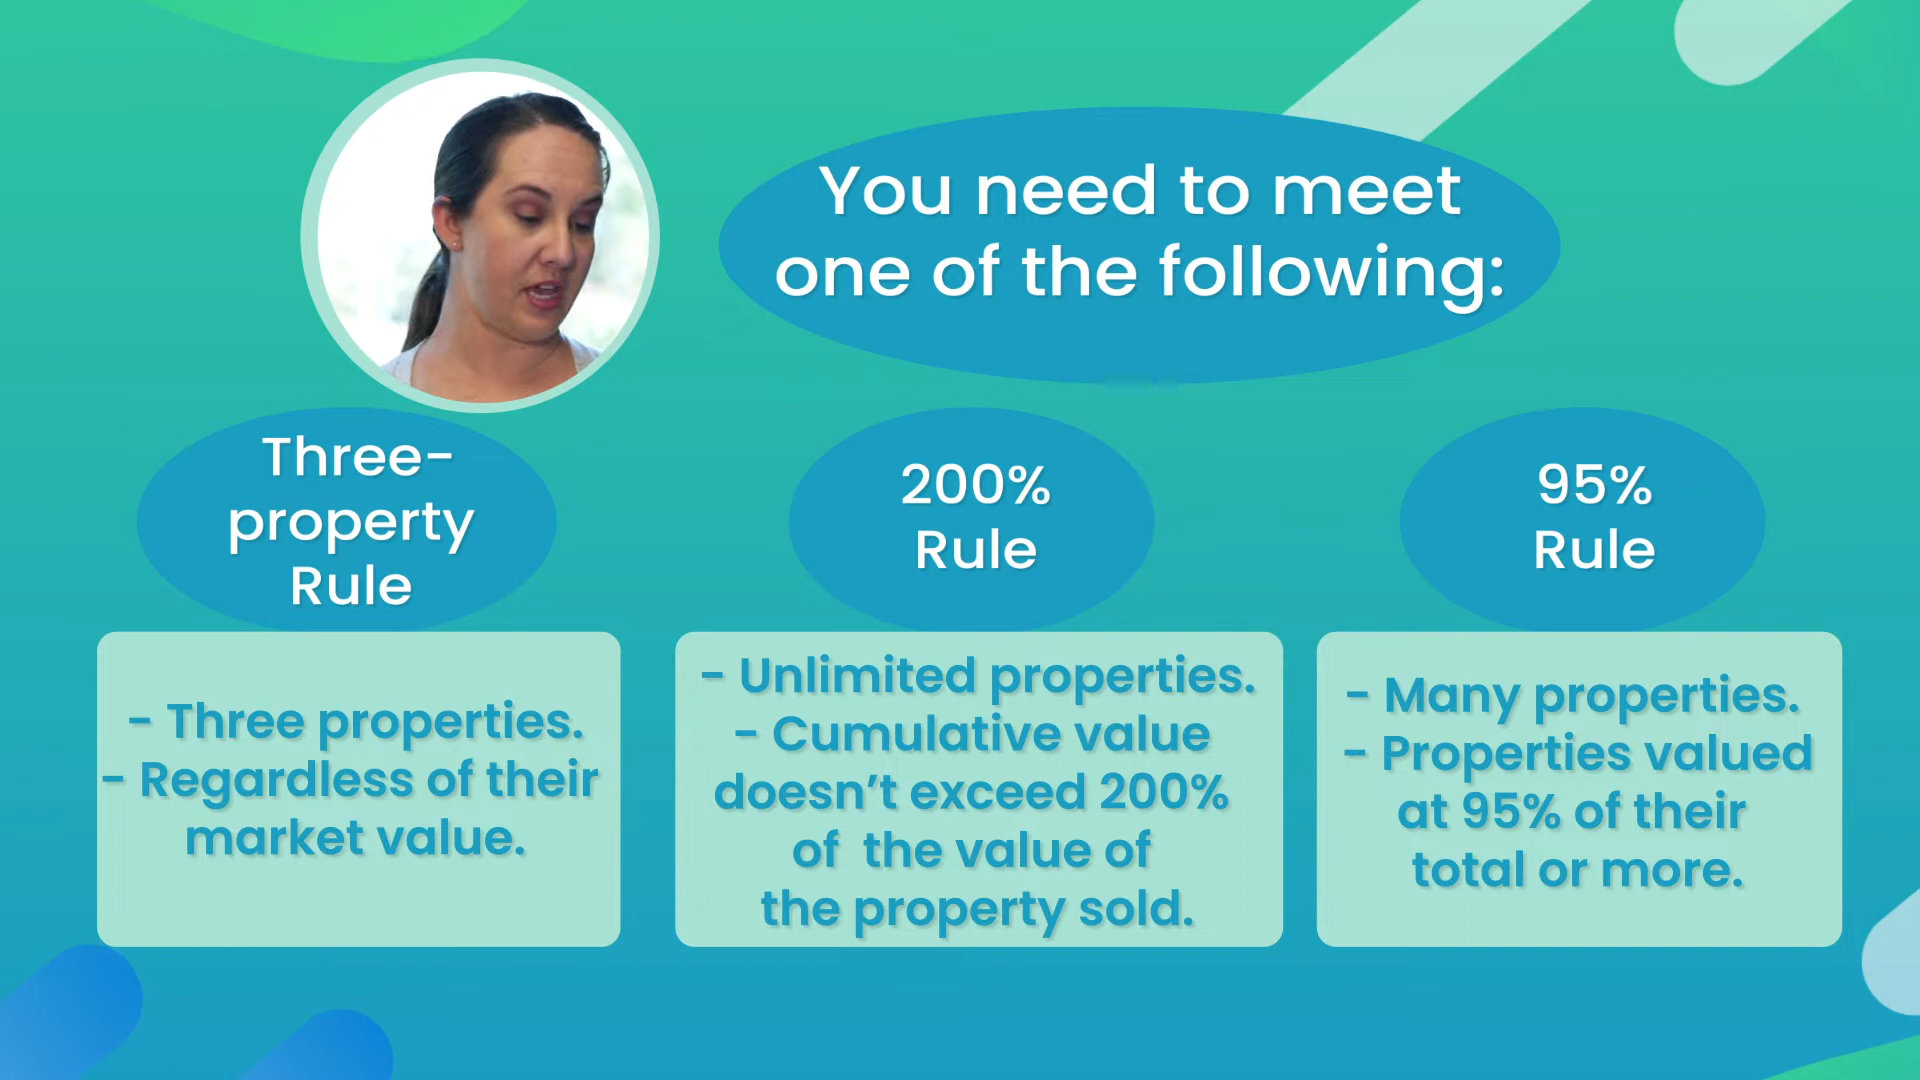 You need to meet
one of the following:
Three-
property
Rule
- Three properties.
- Regardless of their
market value.
200%
Rule
- Unlimited properties.
- Cumulative value
doesn't exceed 200%
of  the value of
the property sold.
95%
Rule
- Many properties.
- Properties valued
at 95% of their
total or more.